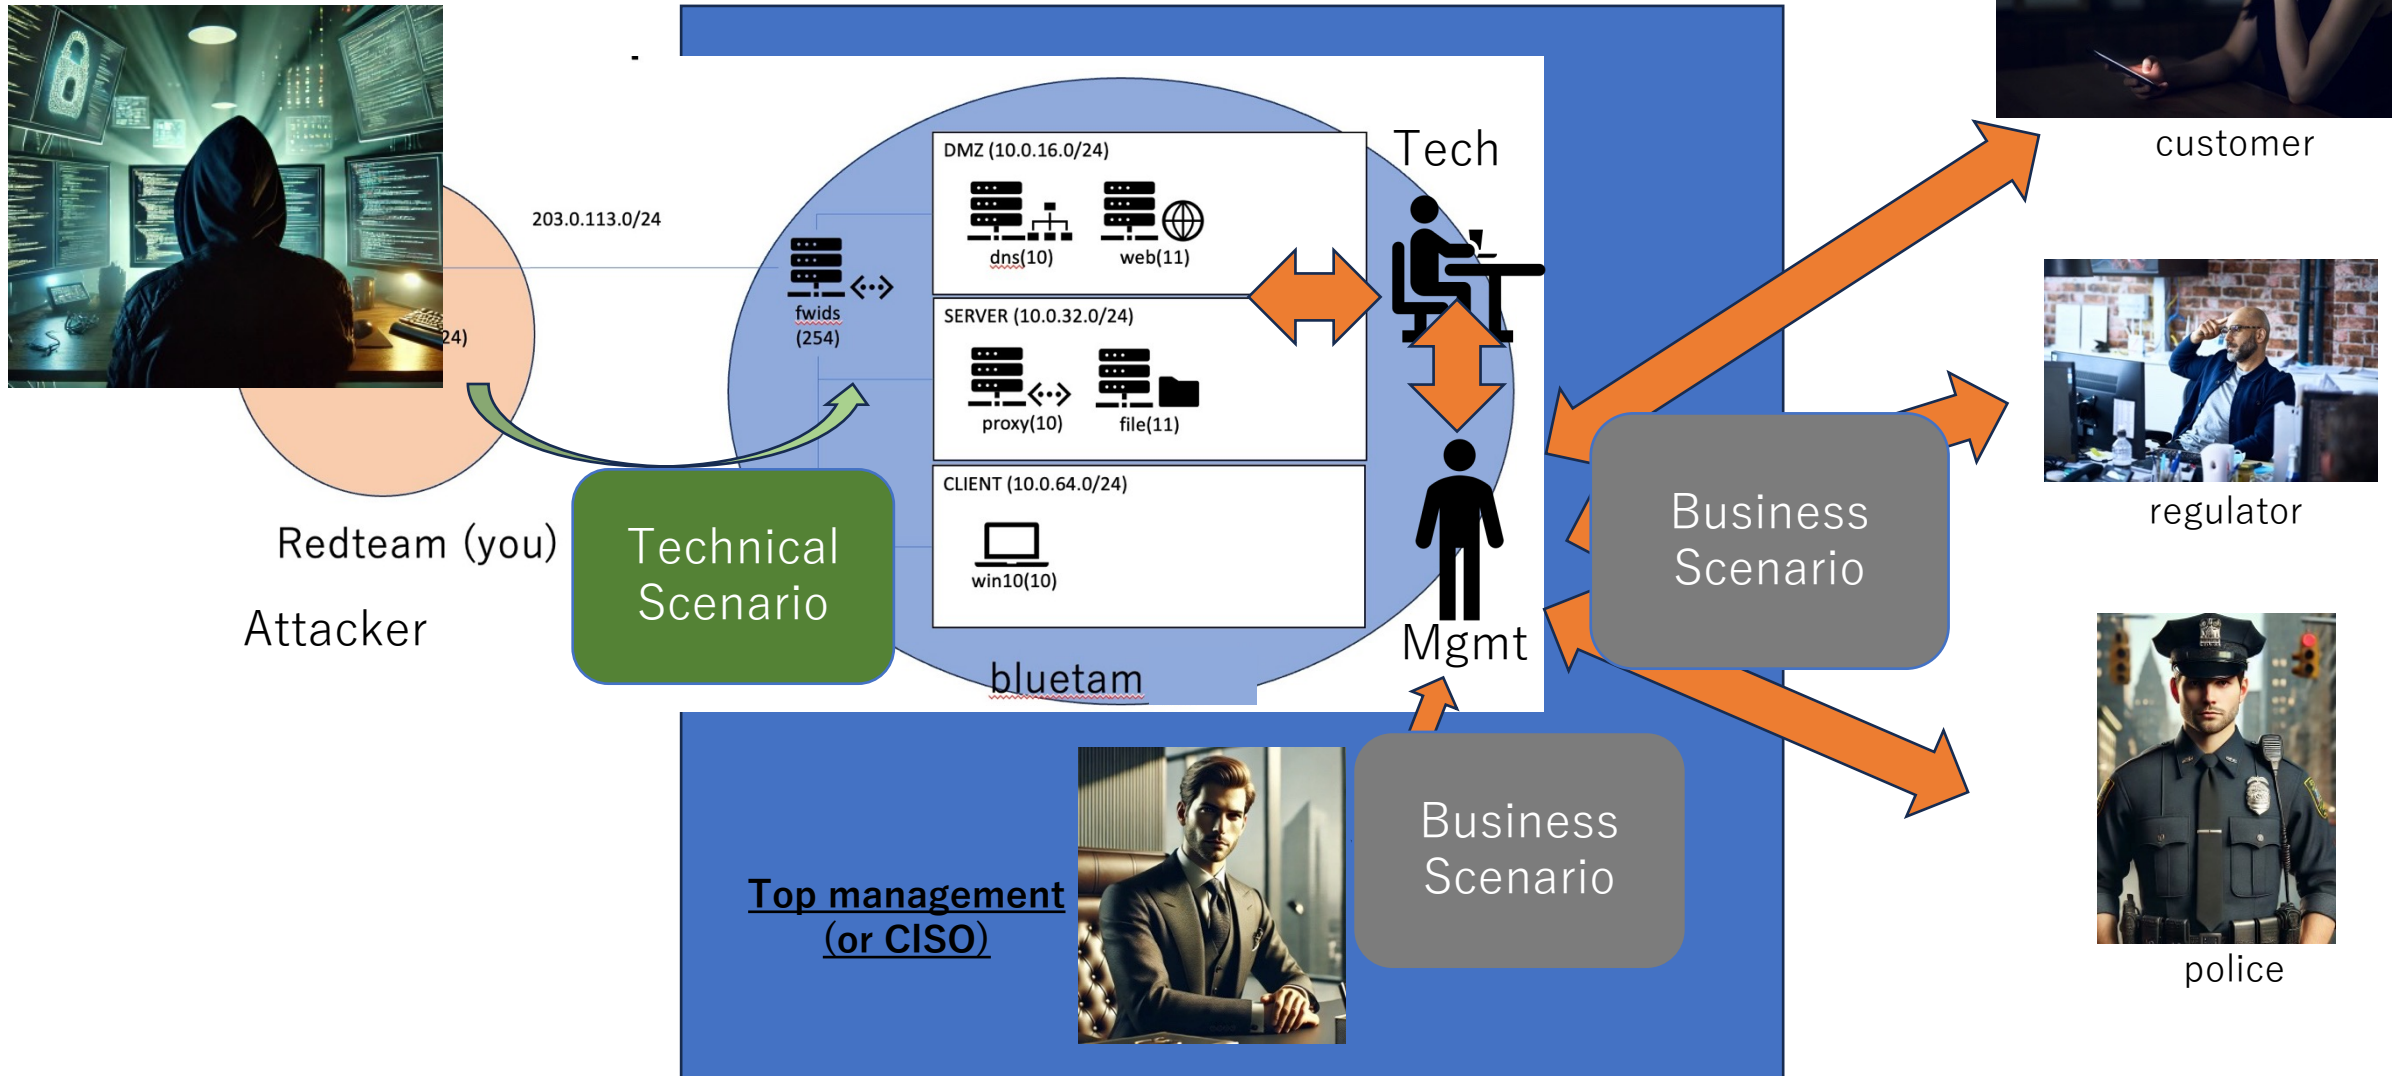 customer
Tech
DMZ (10.0.16.0/24)
203.0.113.0/24
dns(10)
web(11)
fwids
(254)
SERVER (10.0.32.0/24)
24)
proxy(10)
file(11)
CLIENT (10.0.64.0/24)
win10(10)
Redteam (you)
Attacker
Technical
Scenario
Business
Scenario
regulator
Mgmt
bluetam
Business
Scenario
Top management
(or CISO)
police